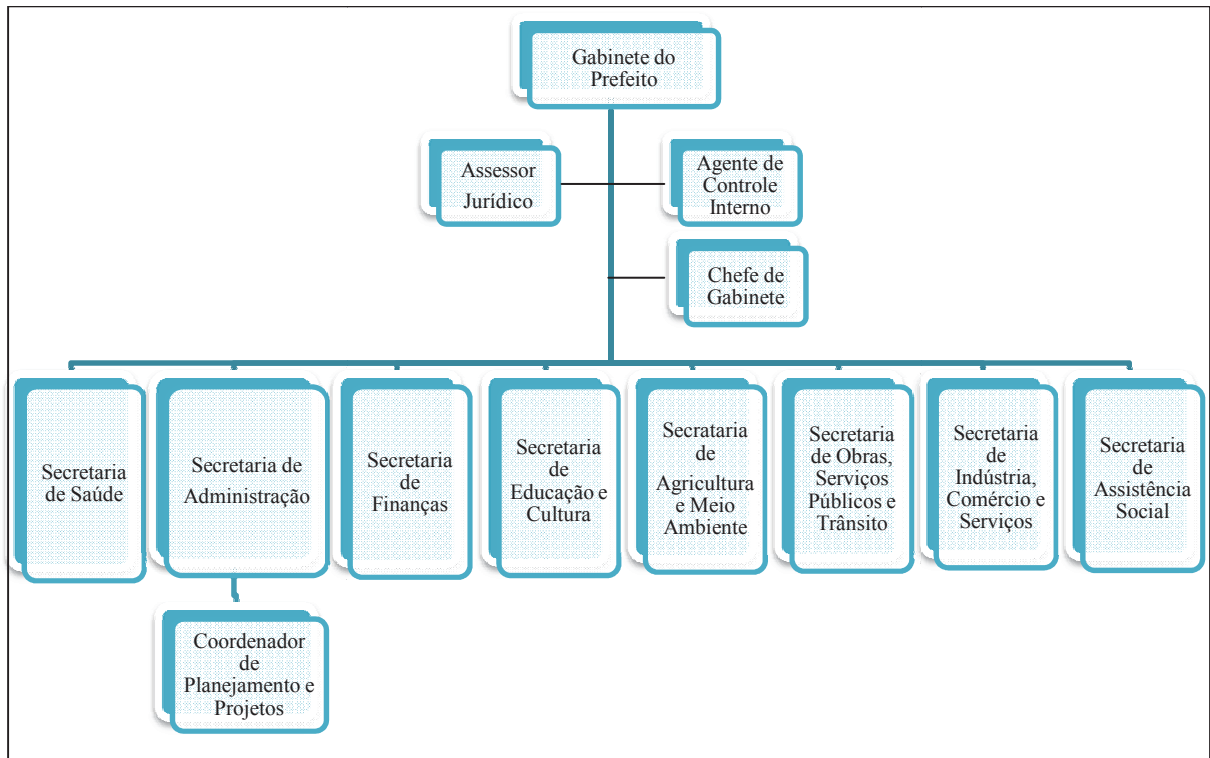 Gabinete do
Prefeito
Assessor
Jurídico
Agente de
Controle
Interno
Chefe de
Gabinete
Secretaria
de Saúde
Secretaria de
Administração
Secretaria
de
Finanças
Secretaria
de
Educação e
Cultura
Secrataria
de
Agricultura
e Meio
Ambiente
Secretaria
de Obras,
Serviços
Públicos e
Trânsito
Secretaria
de
Indústria,
Comércio e
Serviços
Secretaria
de
Assistência
Social
Coordenador
de
Planejamento e
Projetos